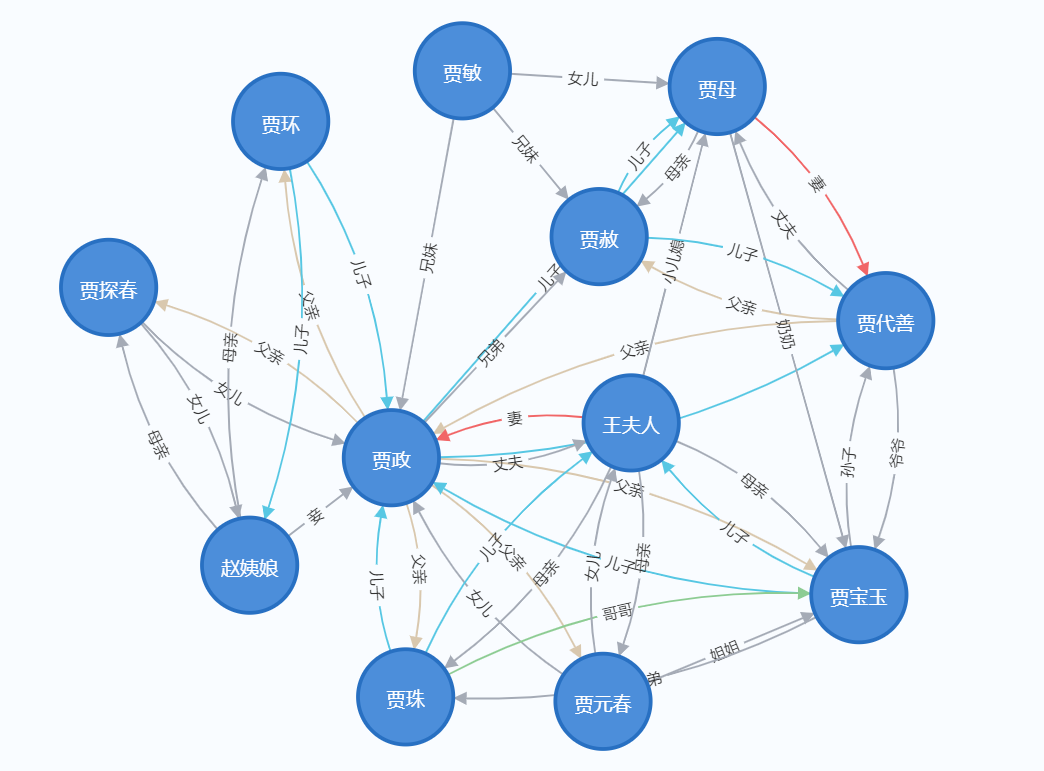 贾敏
女儿
贾母
贾环
兄妹
儿子
母亲
妻
丈夫
贾赦
小儿媳
儿子
兄妹
儿子
儿子
贾探春
父亲
父亲
贾代善
奶奶
儿子
母亲
父亲
兄弟
父亲
女儿
女儿
妻
王夫人
母亲
贾政
丈夫
孙子
爷爷
父亲
母亲
妾
儿子
赵姨娘
儿子
父亲
母亲
女儿
母亲
儿子
父亲
儿子
贾宝玉
女儿
哥哥
姐姐
弟
贾珠
贾元春